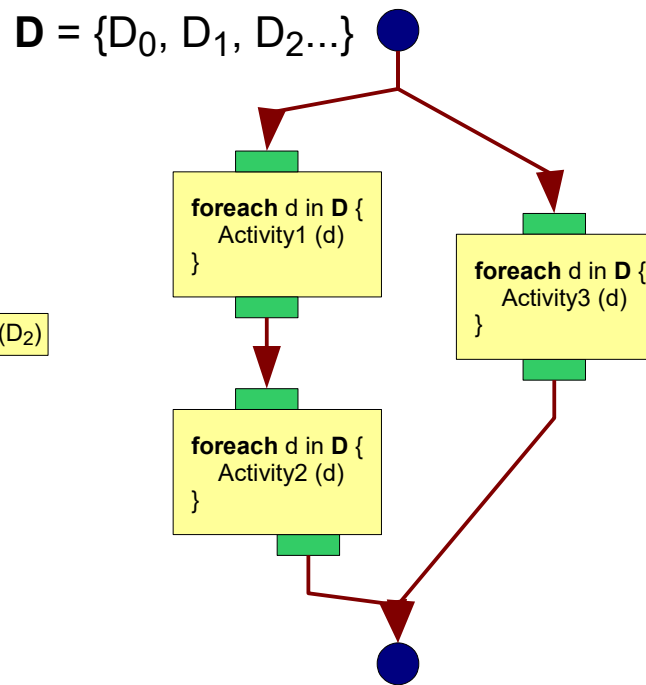 D = {D₀, D₁, D₂...}
foreach d in D {
Activity1 (d)
}
foreach d in D {
Activity3 (d)
}
(D₂)
foreach d in D {
Activity2 (d)
}